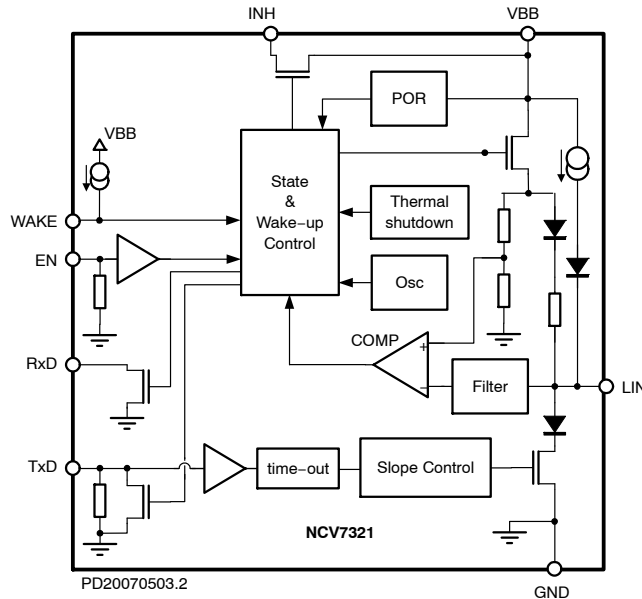 INH
VBB
POR
VBB
State
&
Wake-up
Control
Thermal
shutdown
WAKE
EN
Osc
COMP
+
−
RxD
Filter
LIN
TxD
time-out
Slope Control
NCV7321
PD20070503.2
GND